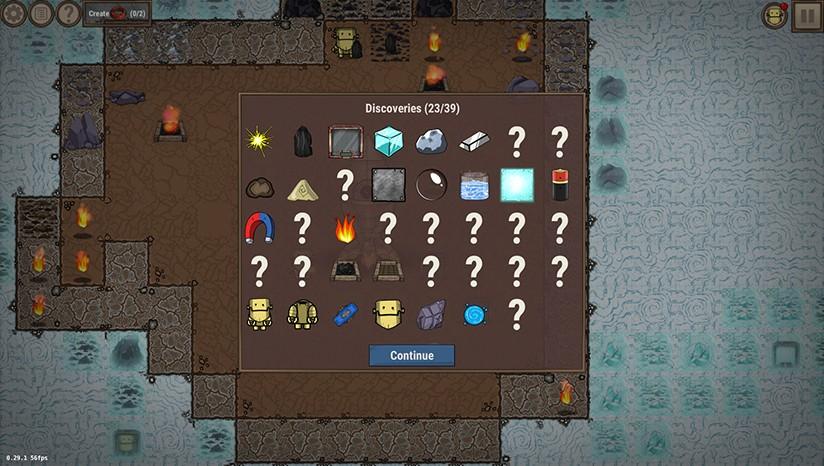 ?
Create (0/2)
Discoveries (23/39)
? ?
?
? ? ? ? ? ?
? ? ? ? ? ?
?
Continue
0.29.1 56fps